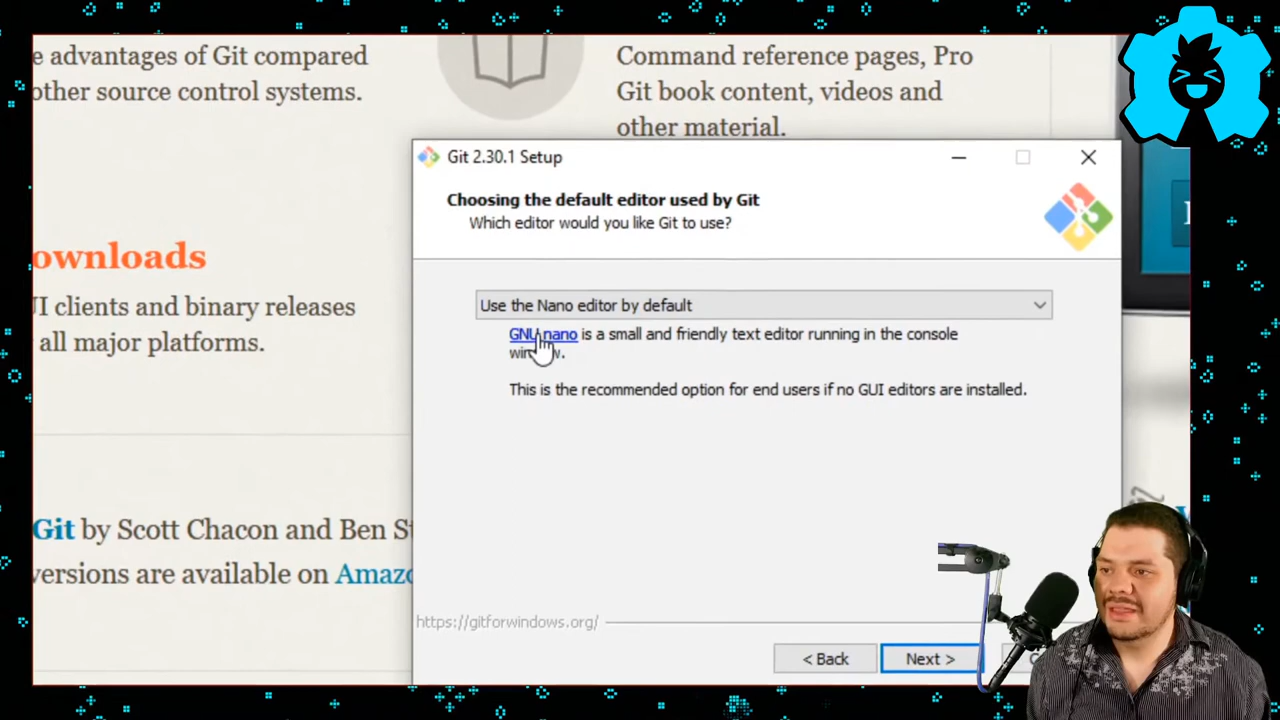 e advantages of Git compared
other source control systems.
Command reference pages, Pro
Git book content, videos and
other material.
ownloads
UI clients and binary releases
all major platforms.
Git by Scott Chacon and Ben St
versions are available on Amazo
Git 2.30.1 Setup
Choosing the default editor used by Git
Which editor would you like Git to use?
Use the Nano editor by default
GNU nano is a small and friendly text editor running in the console
window.
This is the recommended option for end users if no GUI editors are installed.
https://gitforwindows.org/
< Back
Next >